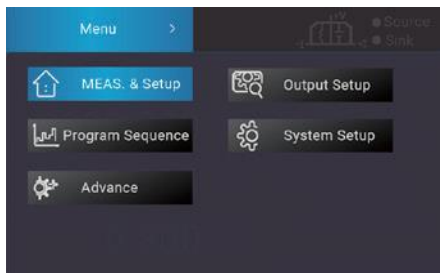 Menu >
Source
Sink
MEAS. & Setup
Output Setup
Program Sequence
System Setup
Advance